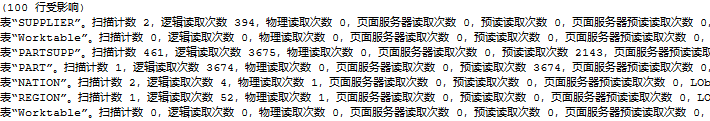 (100 行受影响)
表“SUPPLIER”。扫描计数 2，逻辑读取次数 394，物理读取次数 0，页面服务器读取次数 0，预读读取次数 0，页面服务器预读读取次数 0，
表“Worktable”。扫描计数 0，逻辑读取次数 0，物理读取次数 0，页面服务器读取次数 0，预读读取次数 0，页面服务器预读读取次数 0，
表“PARTSUPP”。扫描计数 461，逻辑读取次数 3675，物理读取次数 0，页面服务器读取次数 0，预读读取次数 2143，页面服务器预读
表“PART”。扫描计数 1，逻辑读取次数 3674，物理读取次数 0，页面服务器读取次数 0，预读读取次数 3674，页面服务器预读读取次数
表“NATION”。扫描计数 2，逻辑读取次数 4，物理读取次数 1，页面服务器读取次数 0，预读读取次数 0，页面服务器预读读取次数 0，LOb
表“REGION”。扫描计数 1，逻辑读取次数 52，物理读取次数 1，页面服务器读取次数 0，预读读取次数 0，页面服务器预读读取次数 0，LO
表“Worktable”。扫描计数 0，逻辑读取次数 0，物理读取次数 0，页面服务器读取次数 0，预读读取次数 0，页面服务器预读读取次数 0，